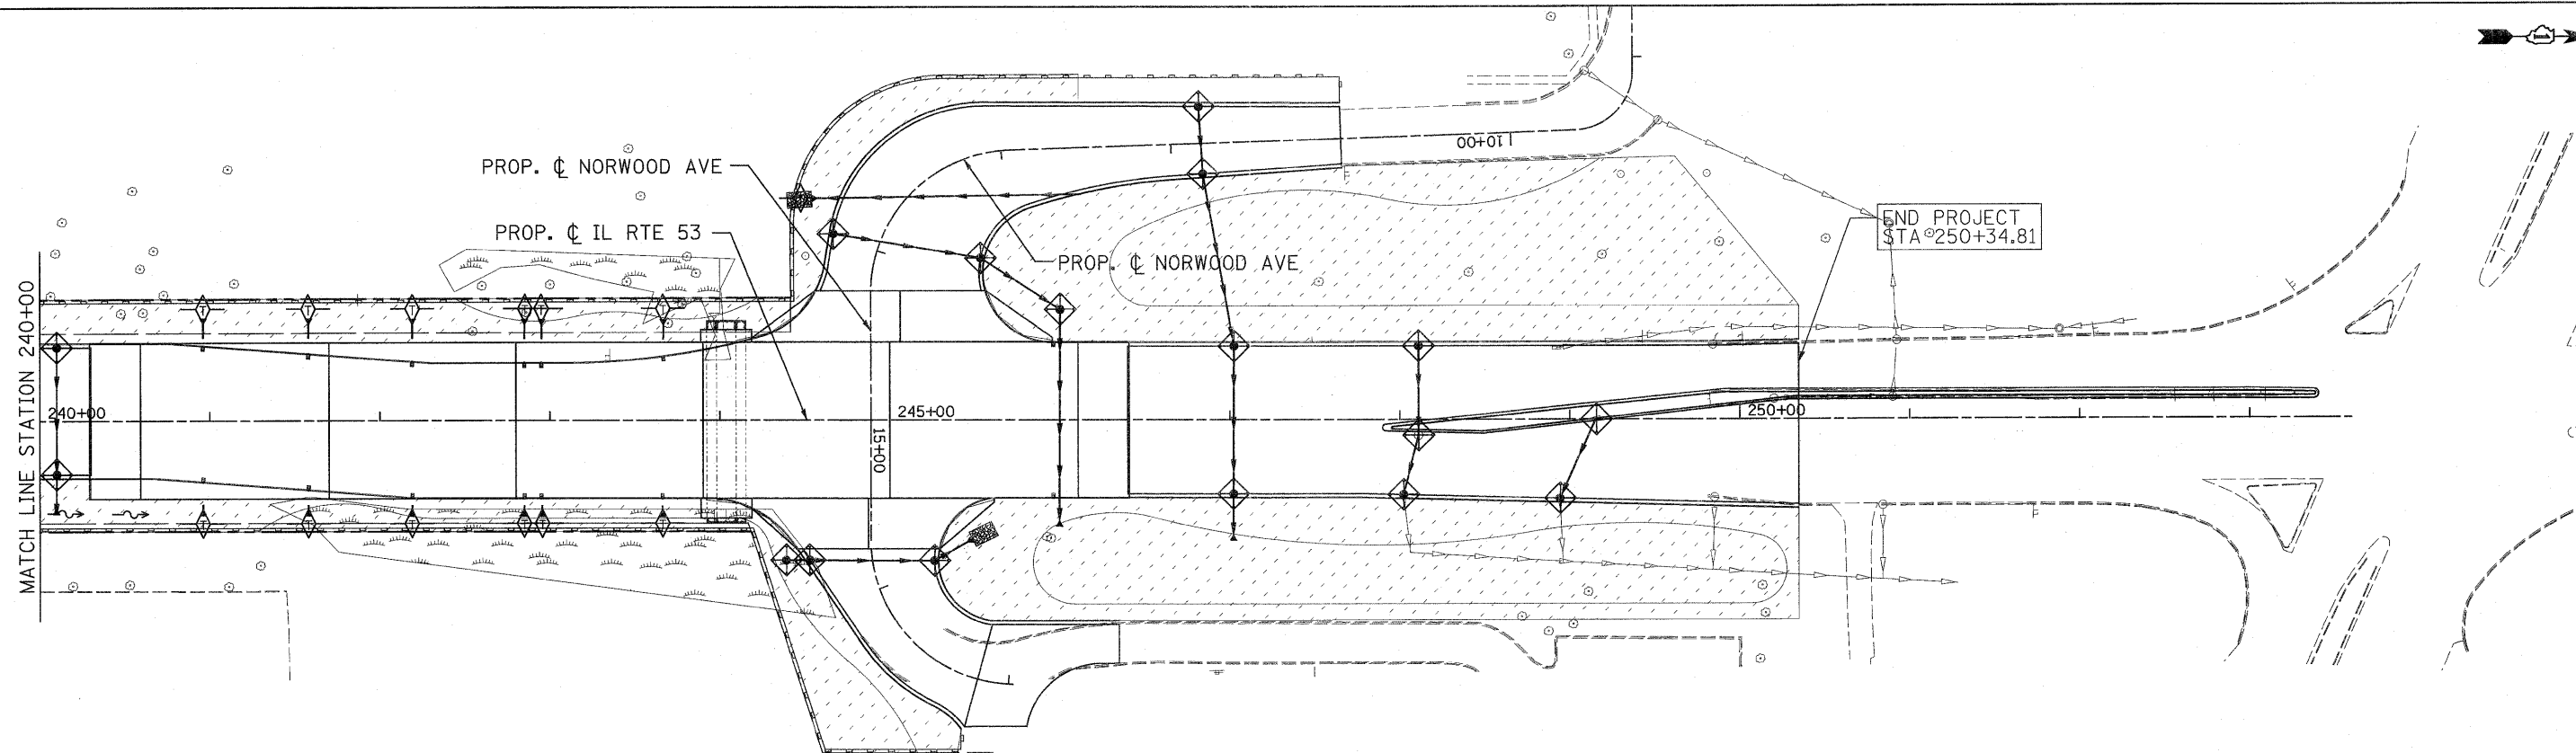 PROP. ℄ NORWOOD AVE
PROP. ℄ IL RTE 53
PROP. ℄ NORWOOD AVE
10+00
END PROJECT
STA 250+34.81
MATCH LINE STATION 240+00
240+00
245+00
250+00
15+00
T
T
T
T
T
T
T
T
T
T
T
T